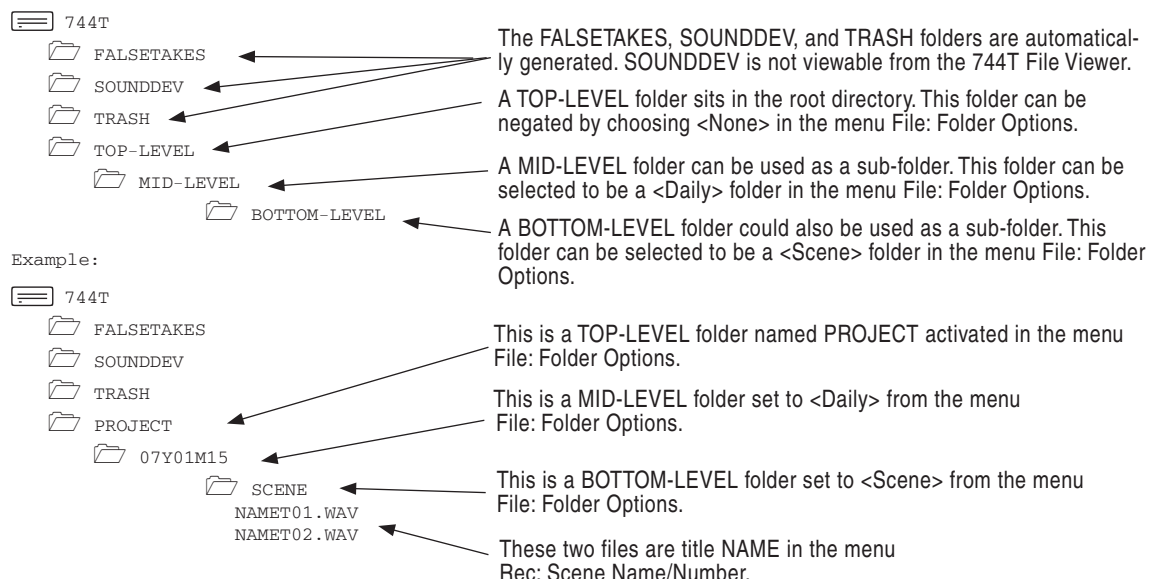 744T
FALSETAKES
SOUNDDEV
TRASH
TOP-LEVEL
MID-LEVEL
BOTTOM-LEVEL
The FALSETAKES, SOUNDDEV, and TRASH folders are automatical-
ly generated. SOUNDDEV is not viewable from the 744T File Viewer.
A TOP-LEVEL folder sits in the root directory. This folder can be
negated by choosing <None> in the menu File: Folder Options.
A MID-LEVEL folder can be used as a sub-folder. This folder can be
selected to be a <Daily> folder in the menu File: Folder Options.
A BOTTOM-LEVEL folder could also be used as a sub-folder. This
folder can be selected to be a <Scene> folder in the menu File: Folder
Options.
Example:
744T
FALSETAKES
SOUNDDEV
TRASH
PROJECT
07Y01M15
SCENE
NAMET01.WAV
NAMET02.WAV
This is a TOP-LEVEL folder named PROJECT activated in the menu
File: Folder Options.
This is a MID-LEVEL folder set to <Daily> from the menu
File: Folder Options.
This is a BOTTOM-LEVEL folder set to <Scene> from the menu
File: Folder Options.
These two files are title NAME in the menu
Rec: Scene Name/Number.